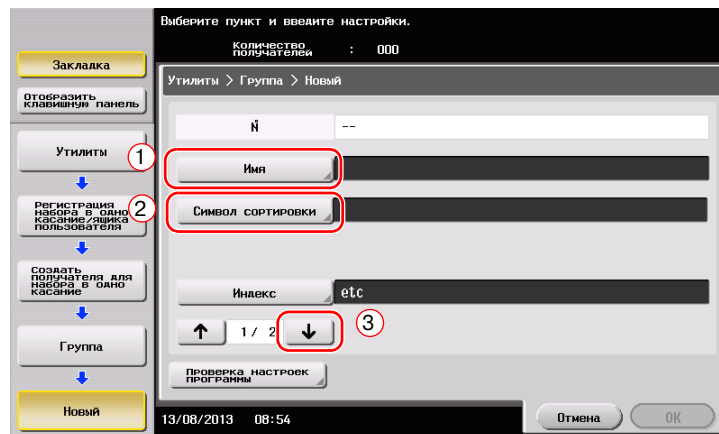 Выберите пункт и введите настройки.
Количество
получателей : 000
Закладка
Отобразить
клавишную панель
Утилиты
Регистрация
набора в одно
касание/ящика
пользователя
Создать
получателя для
набора в одно
касание
Группа
Новый
Утилиты > Группа > Новый
№ --
1
Имя
2
Символ сортировки
Индекс etc
↑ 1/ 2 ↓ 3
Проверка настроек
программы
13/08/2013 08:54
Отмена OK